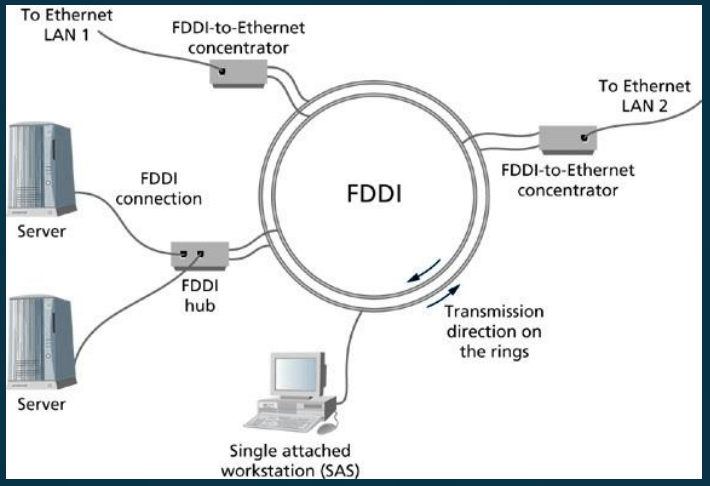 To Ethernet
LAN 1
FDDI-to-Ethernet
concentrator
To Ethernet
LAN 2
FDDI-to-Ethernet
concentrator
FDDI
connection
FDDI
Server
FDDI
hub
Transmission
direction on
the rings
Server
Single attached
workstation (SAS)